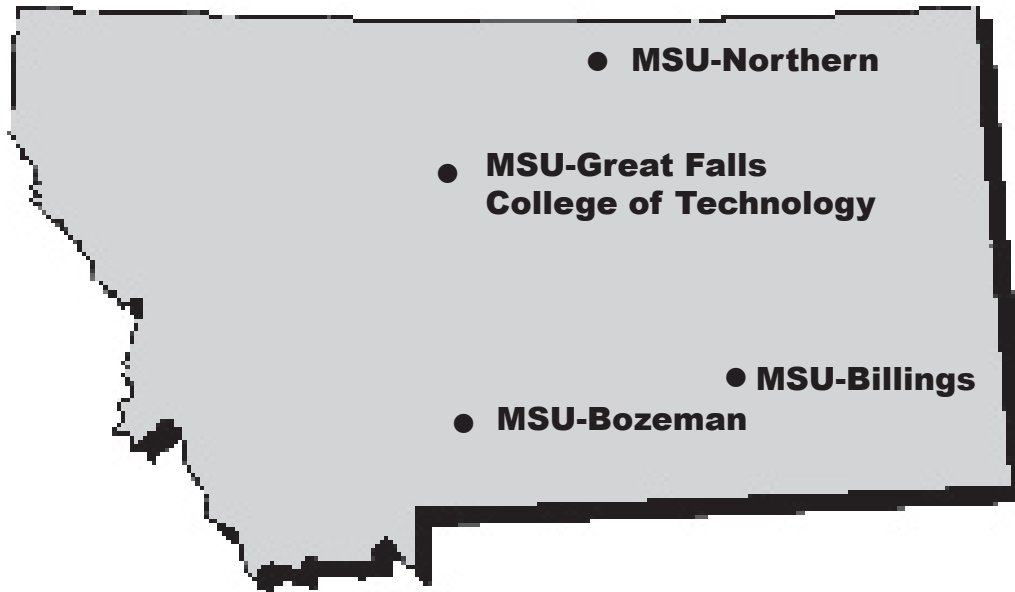 MSU-Northern
MSU-Great Falls
College of Technology
MSU-Billings
MSU-Bozeman